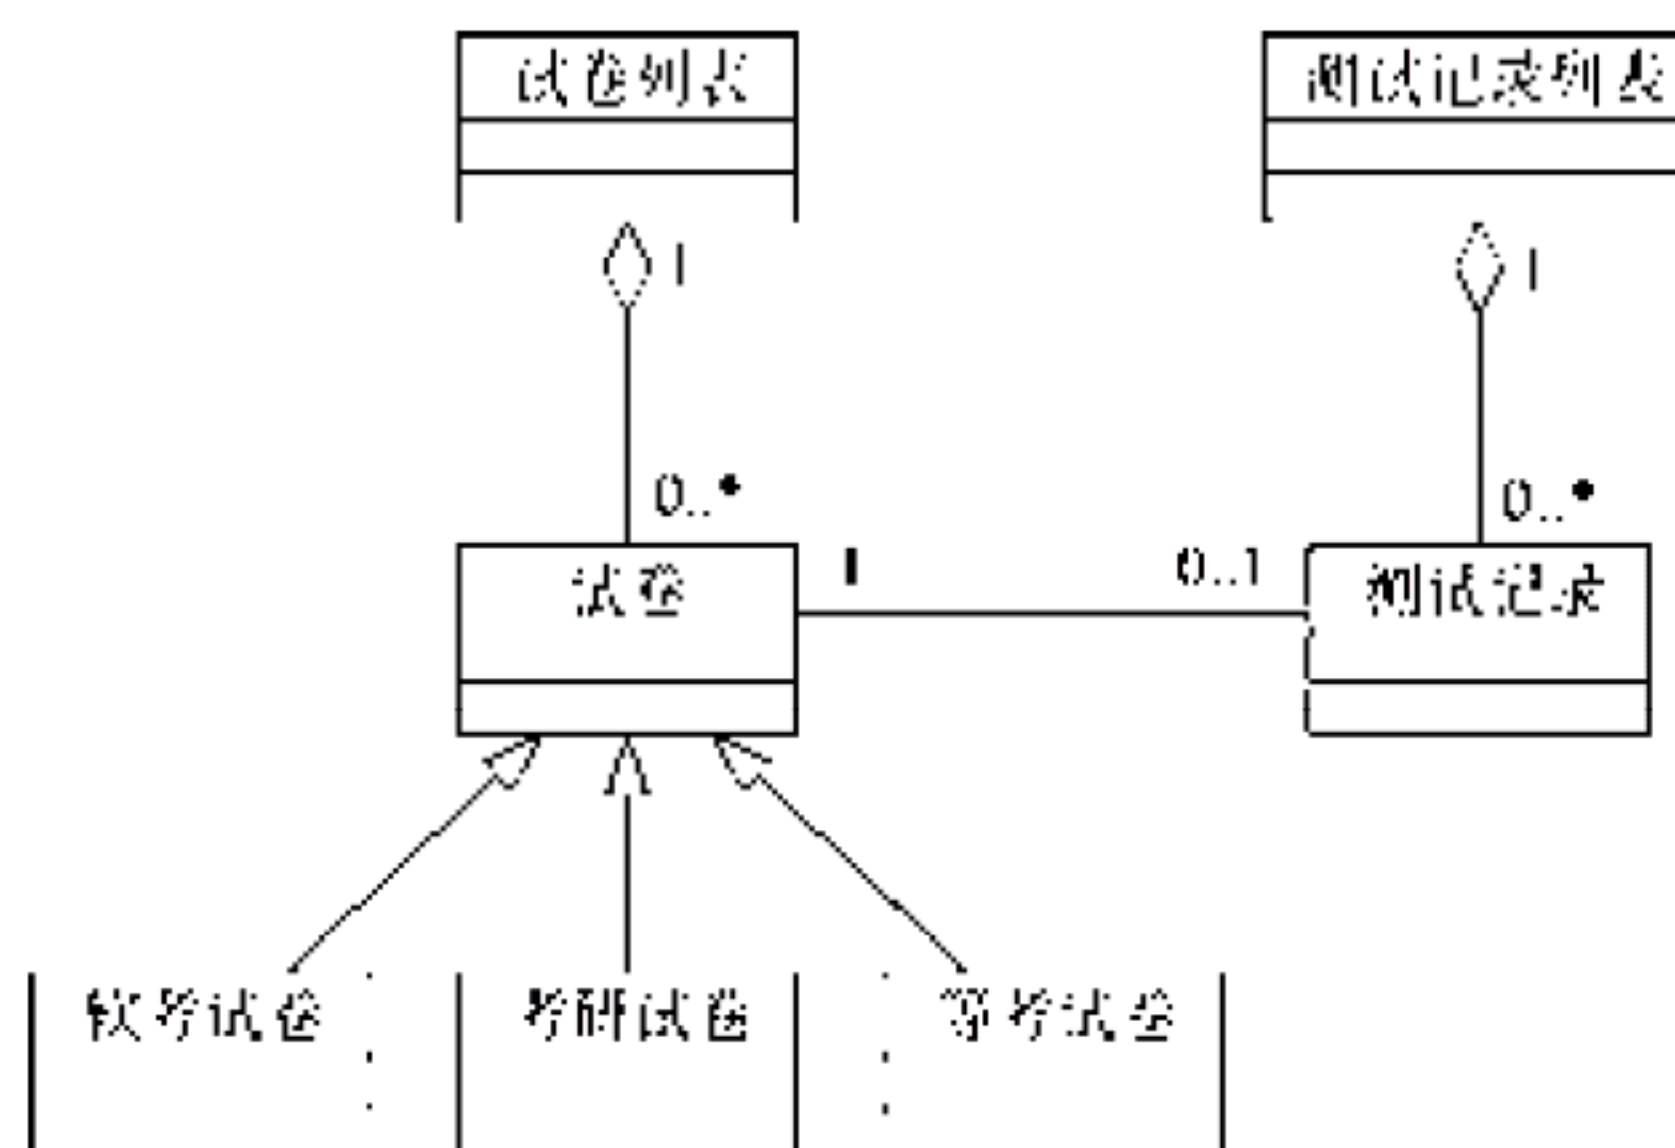 试卷列表 测试记录列表
1 1
0..* 0..*
试卷 1 0..1 测试记录
软考试卷 考研试卷 等考试卷